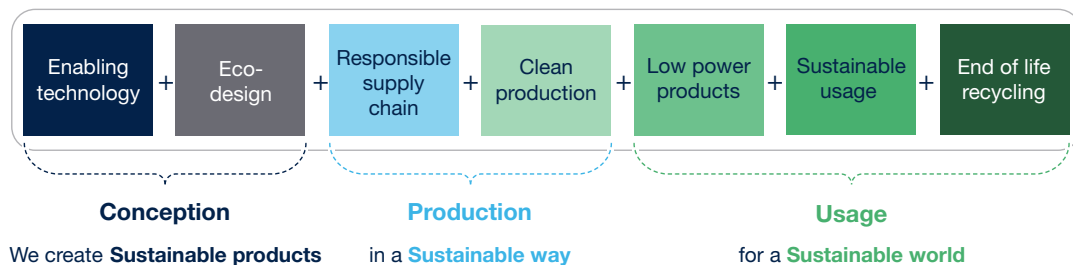 Enabling
technology
+
Eco-
design
+
Responsible
supply
chain
+
Clean
production
+
Low power
products
+
Sustainable
usage
+
End of life
recycling
Conception
Production
Usage
We create Sustainable products
in a Sustainable way
for a Sustainable world